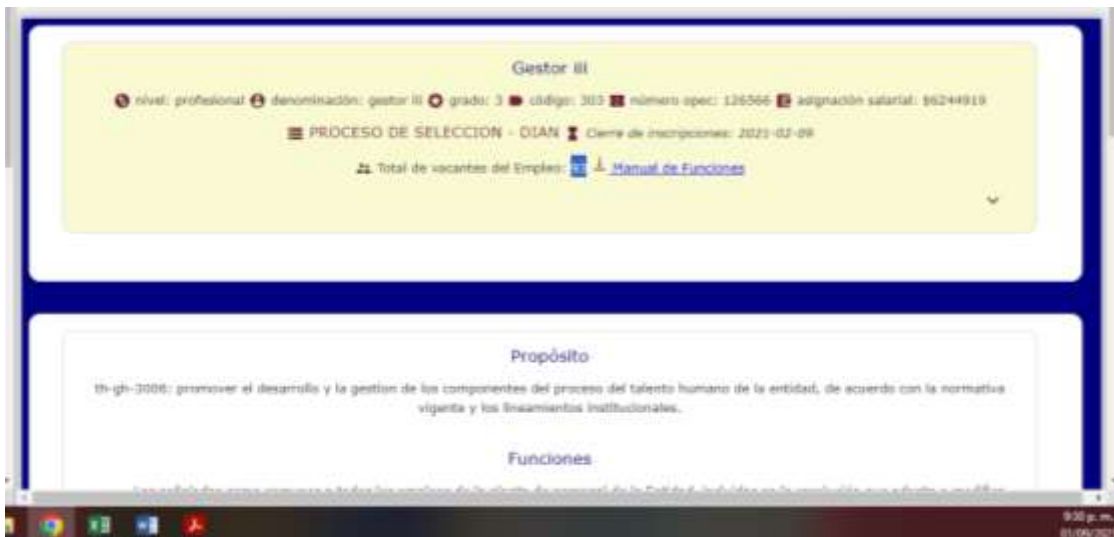 Gestor iii
nivel: profesional denominación: gestor iii grado: 3 código: 303 número opec: 126566 asignación salarial: $6244919
PROCESO DE SELECCION - DIAN Cierre de inscripciones: 2021-02-09
Total de vacantes del Empleo: 93 Manual de Funciones
Propósito
th-gh-3006: promover el desarrollo y la gestion de los componentes del proceso del talento humano de la entidad, de acuerdo con la normativa
vigente y los lineamientos institucionales.
Funciones
9:00 p. m.